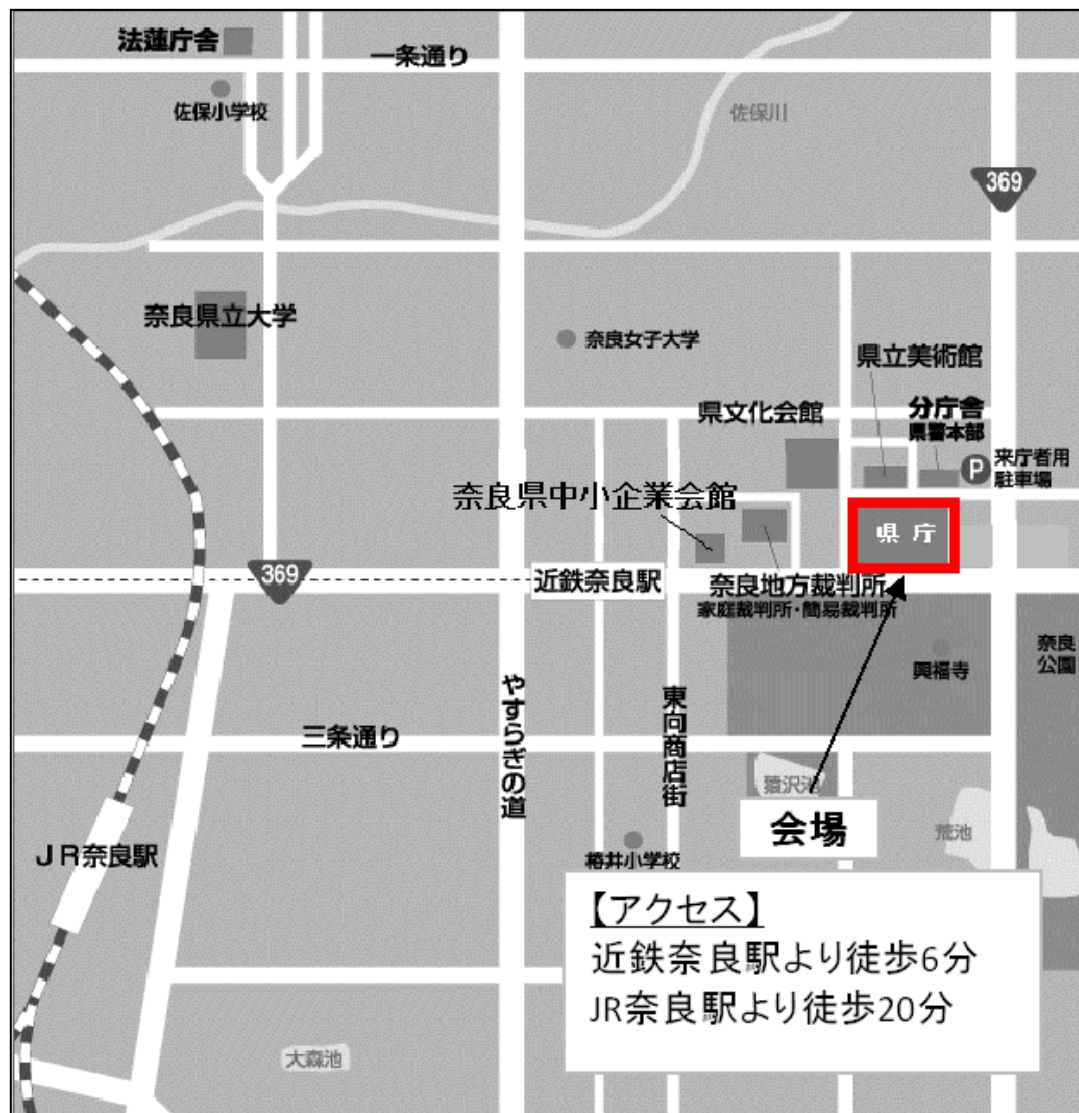 法蓮庁舎
一条通り
佐保小学校
佐保川
369
奈良県立大学
奈良女子大学
県立美術館
県文化会館
分庁舎
県警本部
P
来庁者用
駐車場
奈良県中小企業会館
県庁
369
近鉄奈良駅
奈良地方裁判所
家庭裁判所・簡易裁判所
奈良
公園
興福寺
やすらぎの道
東向商店街
三条通り
猿沢池
会場
荒池
JR奈良駅
椿井小学校
【アクセス】
近鉄奈良駅より徒歩6分
JR奈良駅より徒歩20分
大森池